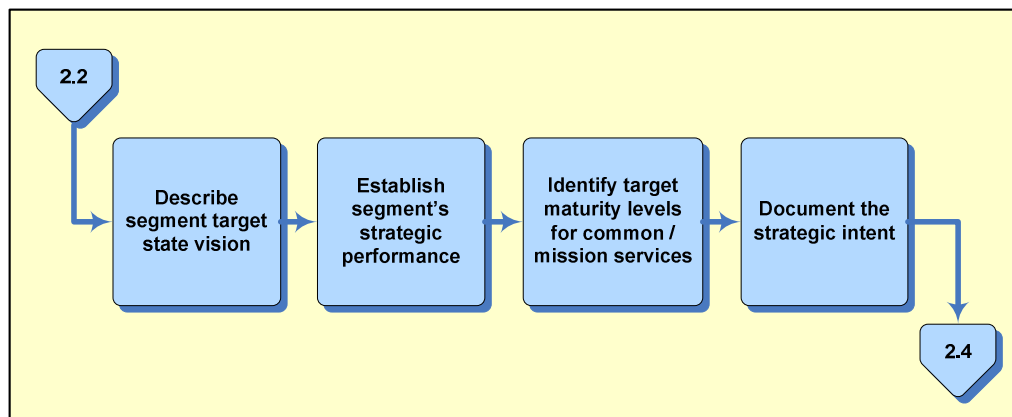 2.2
Describe
segment target
state vision
Establish
segment's
strategic
performance
Identify target
maturity levels
for common /
mission services
Document the
strategic intent
2.4